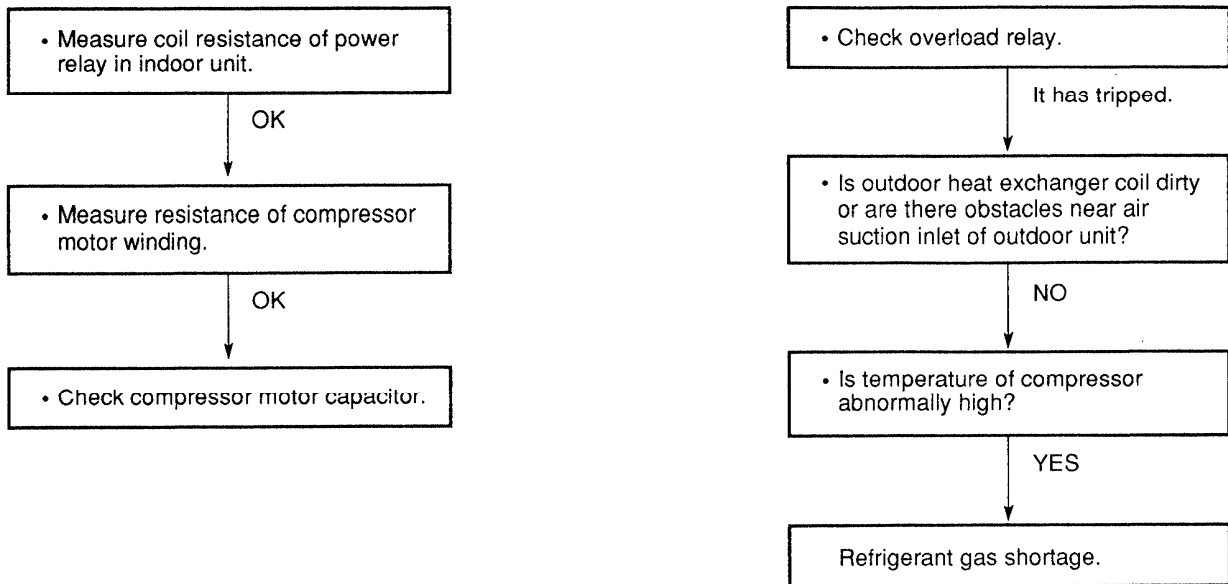 • Measure coil resistance of power
relay in indoor unit.
OK
• Measure resistance of compressor
motor winding.
OK
• Check compressor motor capacitor.
• Check overload relay.
It has tripped.
• Is outdoor heat exchanger coil dirty
or are there obstacles near air
suction inlet of outdoor unit?
NO
• Is temperature of compressor
abnormally high?
YES
Refrigerant gas shortage.